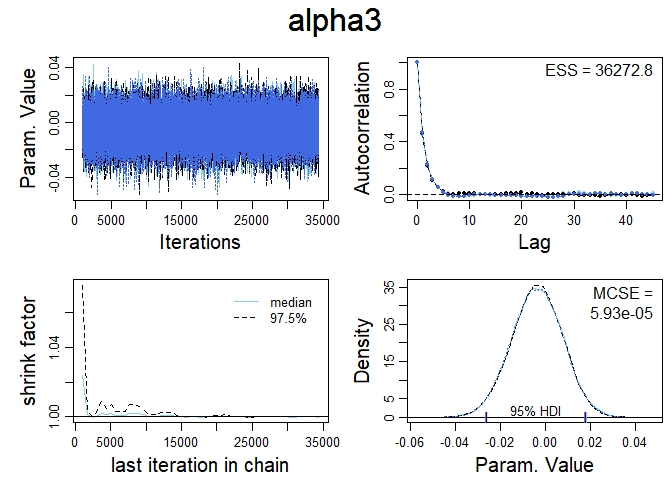 alpha3
Param. Value
0.04
0.00
-0.04
0 5000 15000 25000 35000
Iterations
Autocorrelation
0.8
0.4
0.0
ESS = 36272.8
0 10 20 30 40
Lag
shrink factor
1.04
1.00
median
97.5%
0 5000 15000 25000 35000
last iteration in chain
Density
35
25
15
5
0
MCSE =
5.93e-05
95% HDI
-0.06 -0.04 -0.02 0.00 0.02 0.04
Param. Value